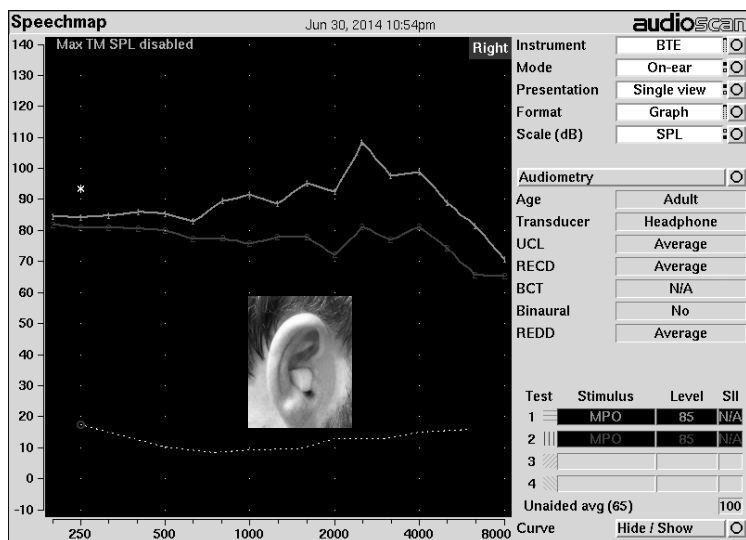 Speechmap Jun 30, 2014 10:54pm audioscan
Max TM SPL disabled
Right
140
130
120
110
100
90
80
70
60
50
40
30
20
10
0
-10
250 500 1000 2000 4000 8000
Instrument BTE
Mode On-ear
Presentation Single view
Format Graph
Scale (dB) SPL
Audiometry
Age Adult
Transducer Headphone
UCL Average
RECD Average
BCT N/A
Binaural No
REDD Average
Test Stimulus Level SII
1 MPO 85 N/A
2 MPO 85 N/A
3
4
Unaided avg (65) 100
Curve Hide / Show